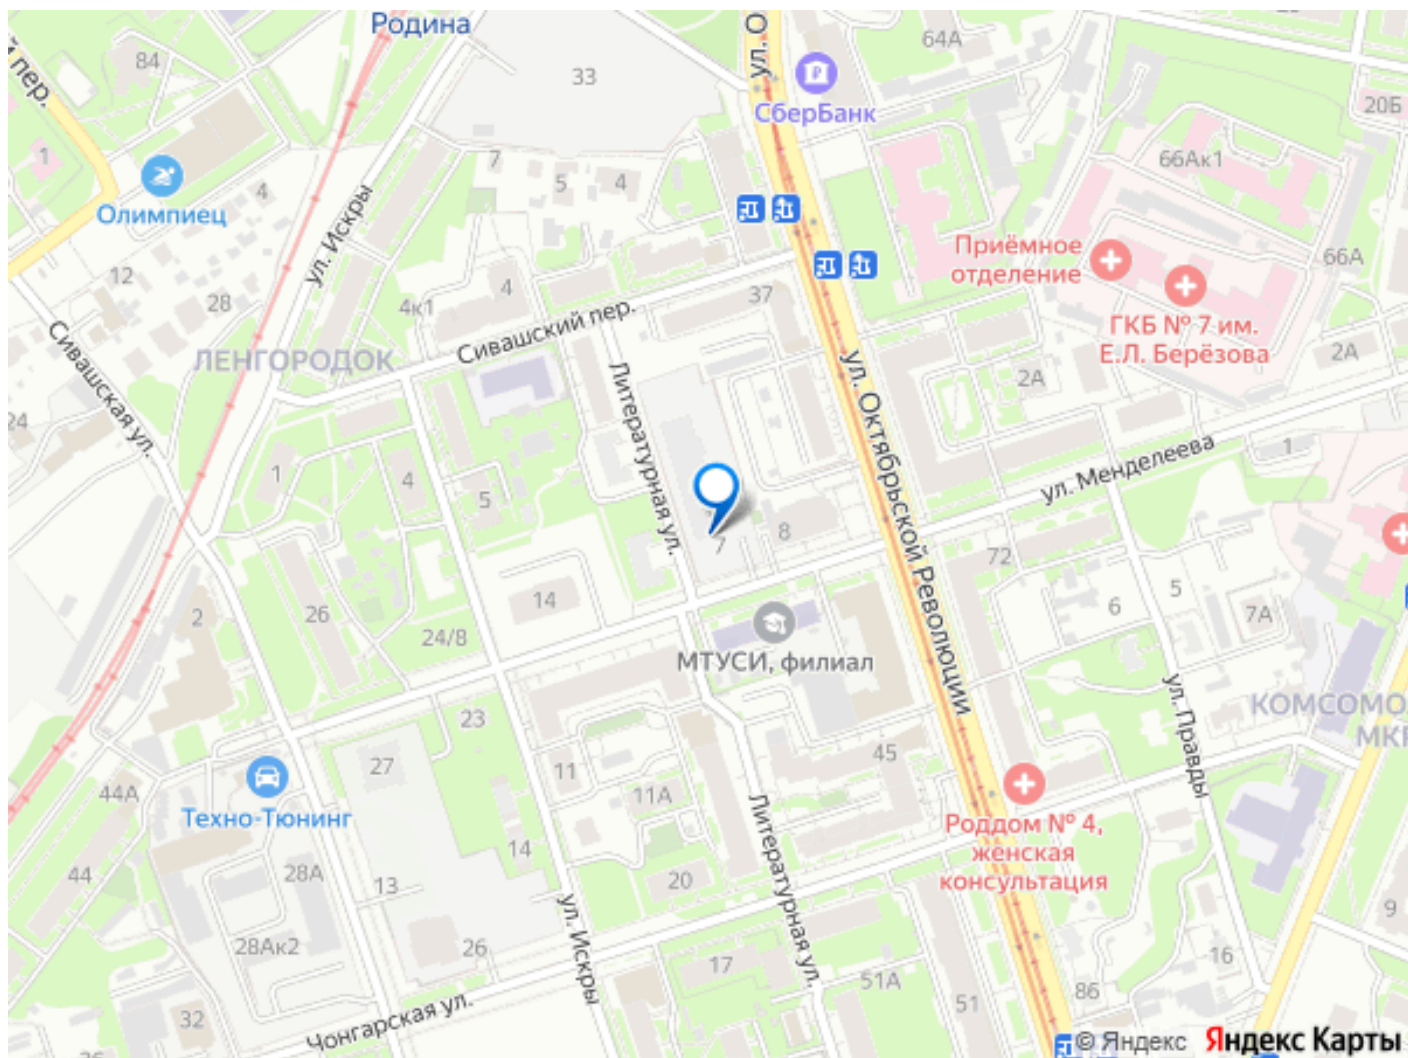 Родина
ул. О
64А
84
й пер.
33
СберБанк
20Б
1
7
5
4
66Ак1
4
Олимпиец
ул. Искры
Приёмное
отделение
66А
12
28
4к1
4
37
Сивашский пер.
ГКБ № 7 им.
Е.Л. Берёзова
2А
ЛЕНГОРОДОК
2А
Сивашская ул.
Литературная ул.
ул. Октябрьской Революции
24
1
4
5
ул. Менделеева
1
7
8
72
2
26
24/8
14
МТУСИ, филиал
6
5
7А
ул. Правды
КОМСОМО
МКР
23
27
11
11А
45
44А
Техно-Тюнинг
Литературная ул.
Роддом № 4,
женская
консультация
44
28А
13
14
20
ул. Искры
28Ак2
26
9
17
51А
51
16
86
32
Чонгарская ул.
© Яндекс
Яндекс Карты